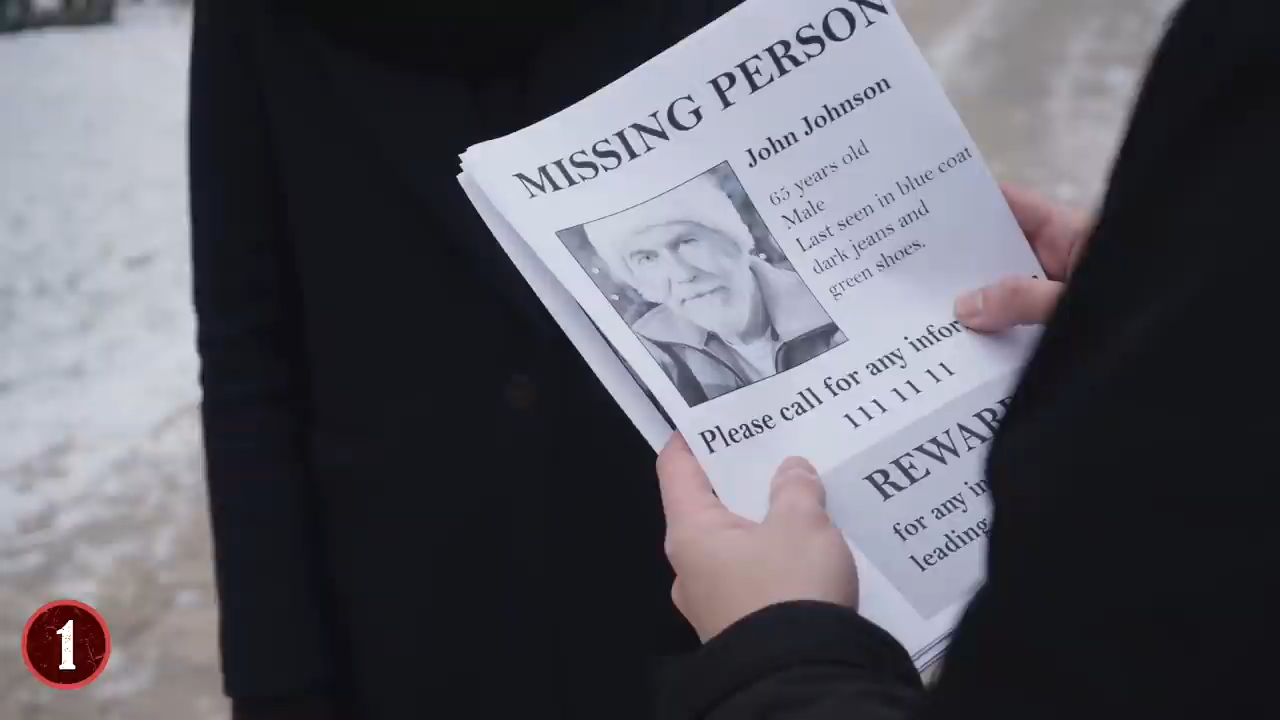 MISSING PERSON
John Johnson
65 years old
Male
Last seen in blue coat
dark jeans and
green shoes.
Please call for any infor
111 11 11
REWAR
for any in
leading
1